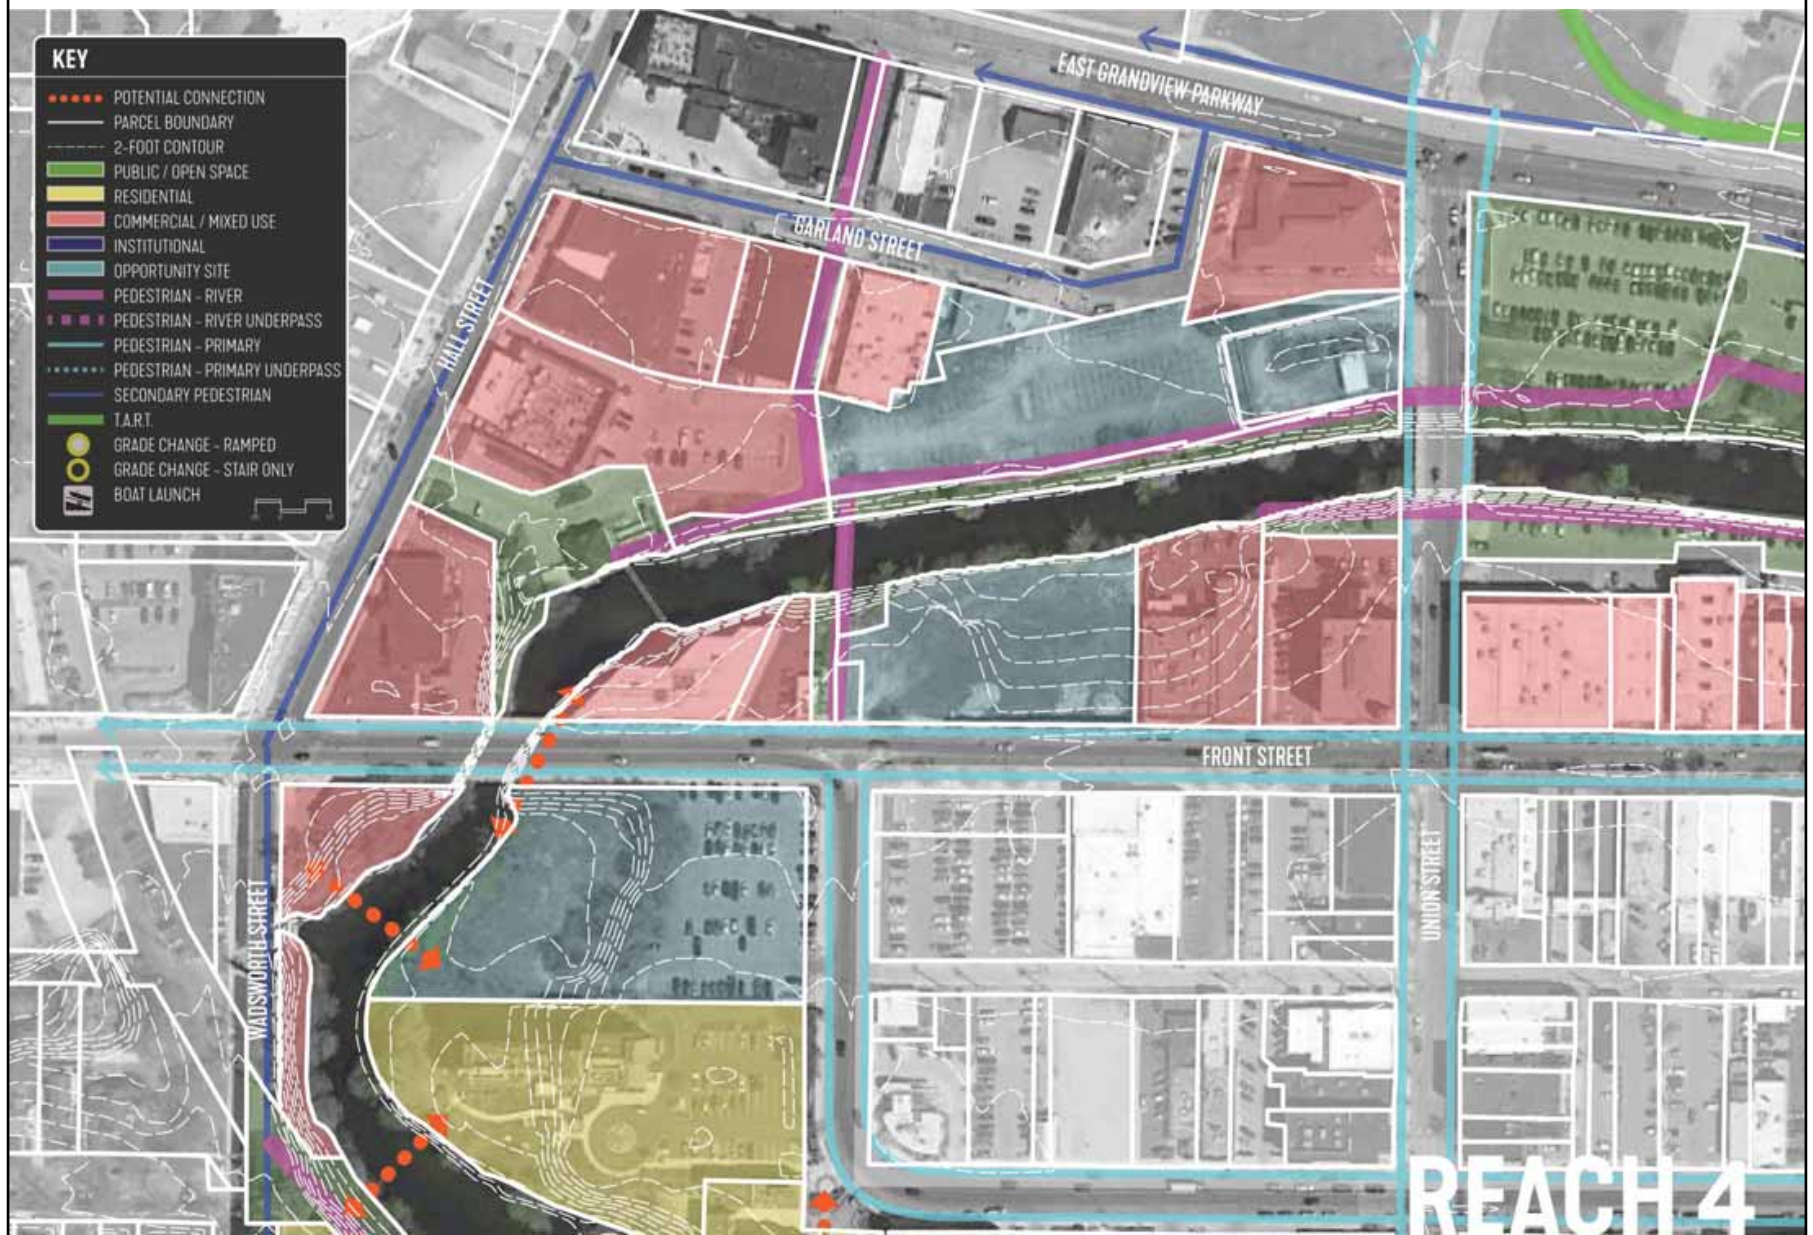 KEY
POTENTIAL CONNECTION
PARCEL BOUNDARY
2-FOOT CONTOUR
PUBLIC / OPEN SPACE
RESIDENTIAL
COMMERCIAL / MIXED USE
INSTITUTIONAL
OPPORTUNITY SITE
PEDESTRIAN - RIVER
PEDESTRIAN - RIVER UNDERPASS
PEDESTRIAN - PRIMARY
PEDESTRIAN - PRIMARY UNDERPASS
SECONDARY PEDESTRIAN
T.A.R.T.
GRADE CHANGE - RAMPED
GRADE CHANGE - STAIR ONLY
BOAT LAUNCH
EAST GRANDVIEW PARKWAY
GARLAND STREET
HALL STREET
FRONT STREET
UNION STREET
WADSWORTH STREET
REACH 4